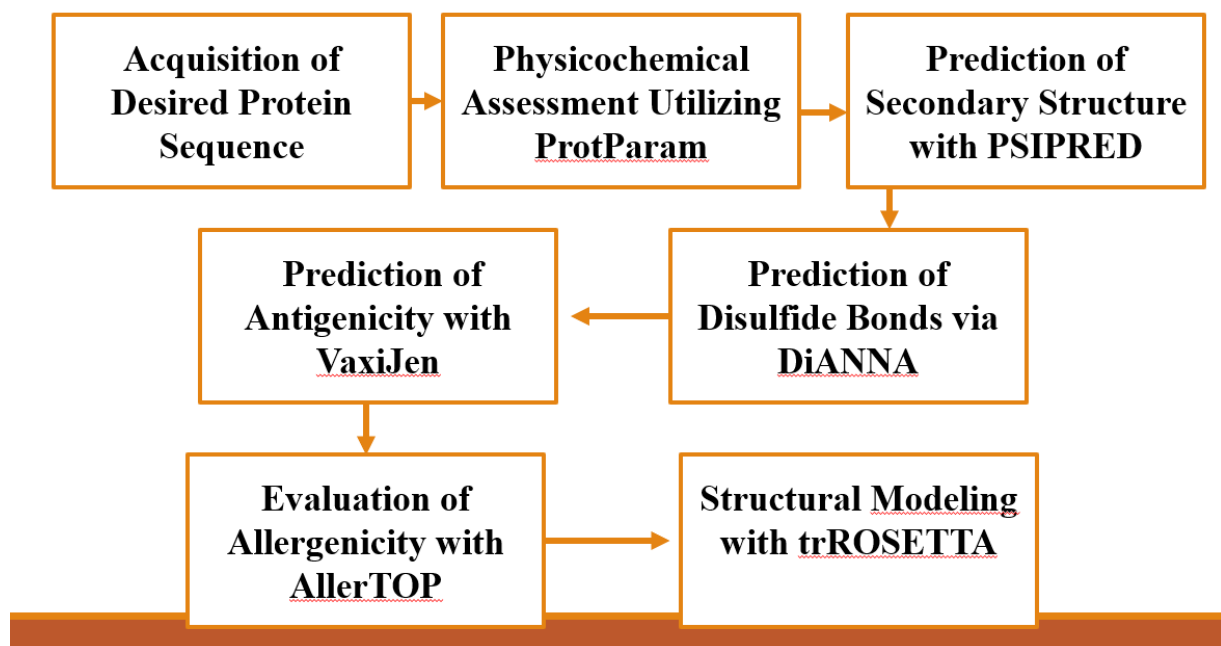 Acquisition of
Desired Protein
Sequence
Physicochemical
Assessment Utilizing
ProtParam
Prediction of
Secondary Structure
with PSIPRED
Prediction of
Antigenicity with
VaxiJen
Prediction of
Disulfide Bonds via
DiANNA
Evaluation of
Allergenicity with
AllerTOP
Structural Modeling
with trROSETTA